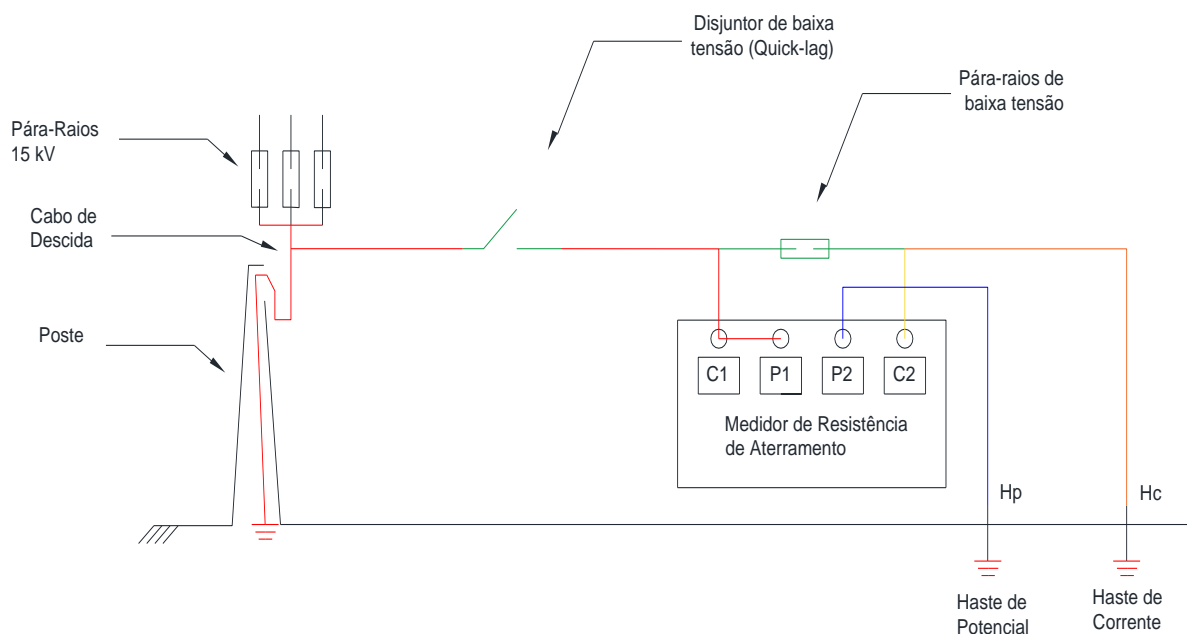 Disjuntor de baixa
tensão (Quick-lag)
Pára-raios de
baixa tensão
Pára-Raios
15 kV
Cabo de
Descida
Poste
C1
P1
P2
C2
Medidor de Resistência
de Aterramento
Hp
Hc
Haste de
Potencial
Haste de
Corrente